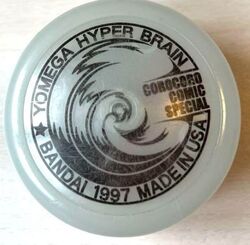 YOMEGA HYPER BRAIN
COROCORO
COMIC
SPECIAL
★ BANDAI 1997 MADE IN USA